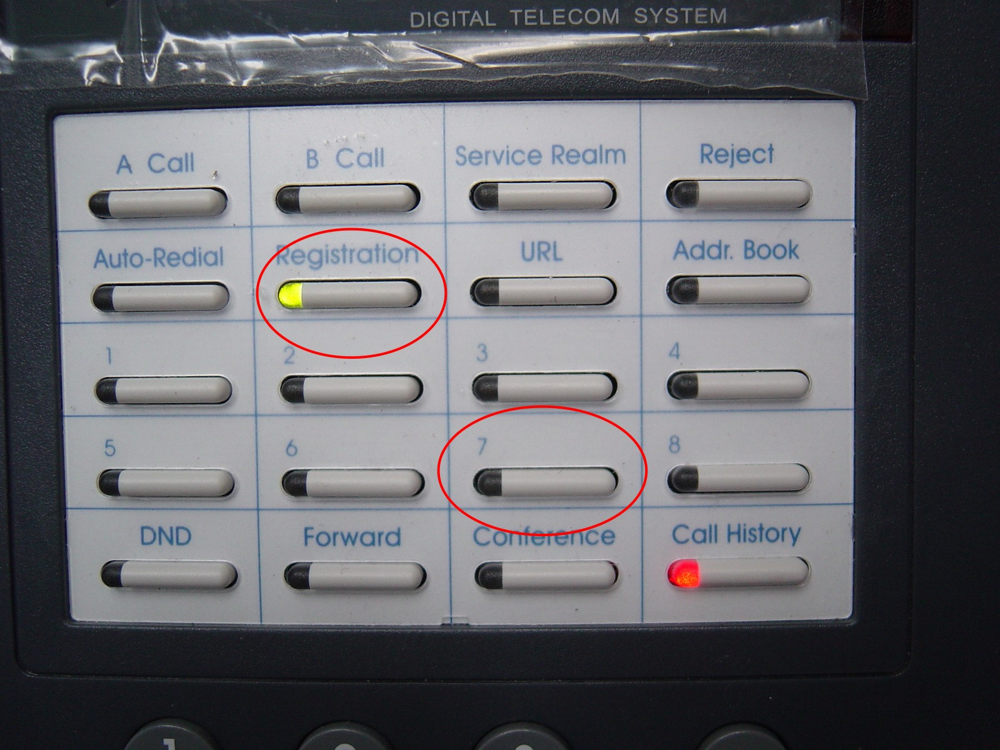 DIGITAL TELECOM SYSTEM
A Call B Call Service Realm Reject
Auto-Redial Registration URL Addr. Book
1 2 3 4
5 6 7 8
DND Forward Conference Call History